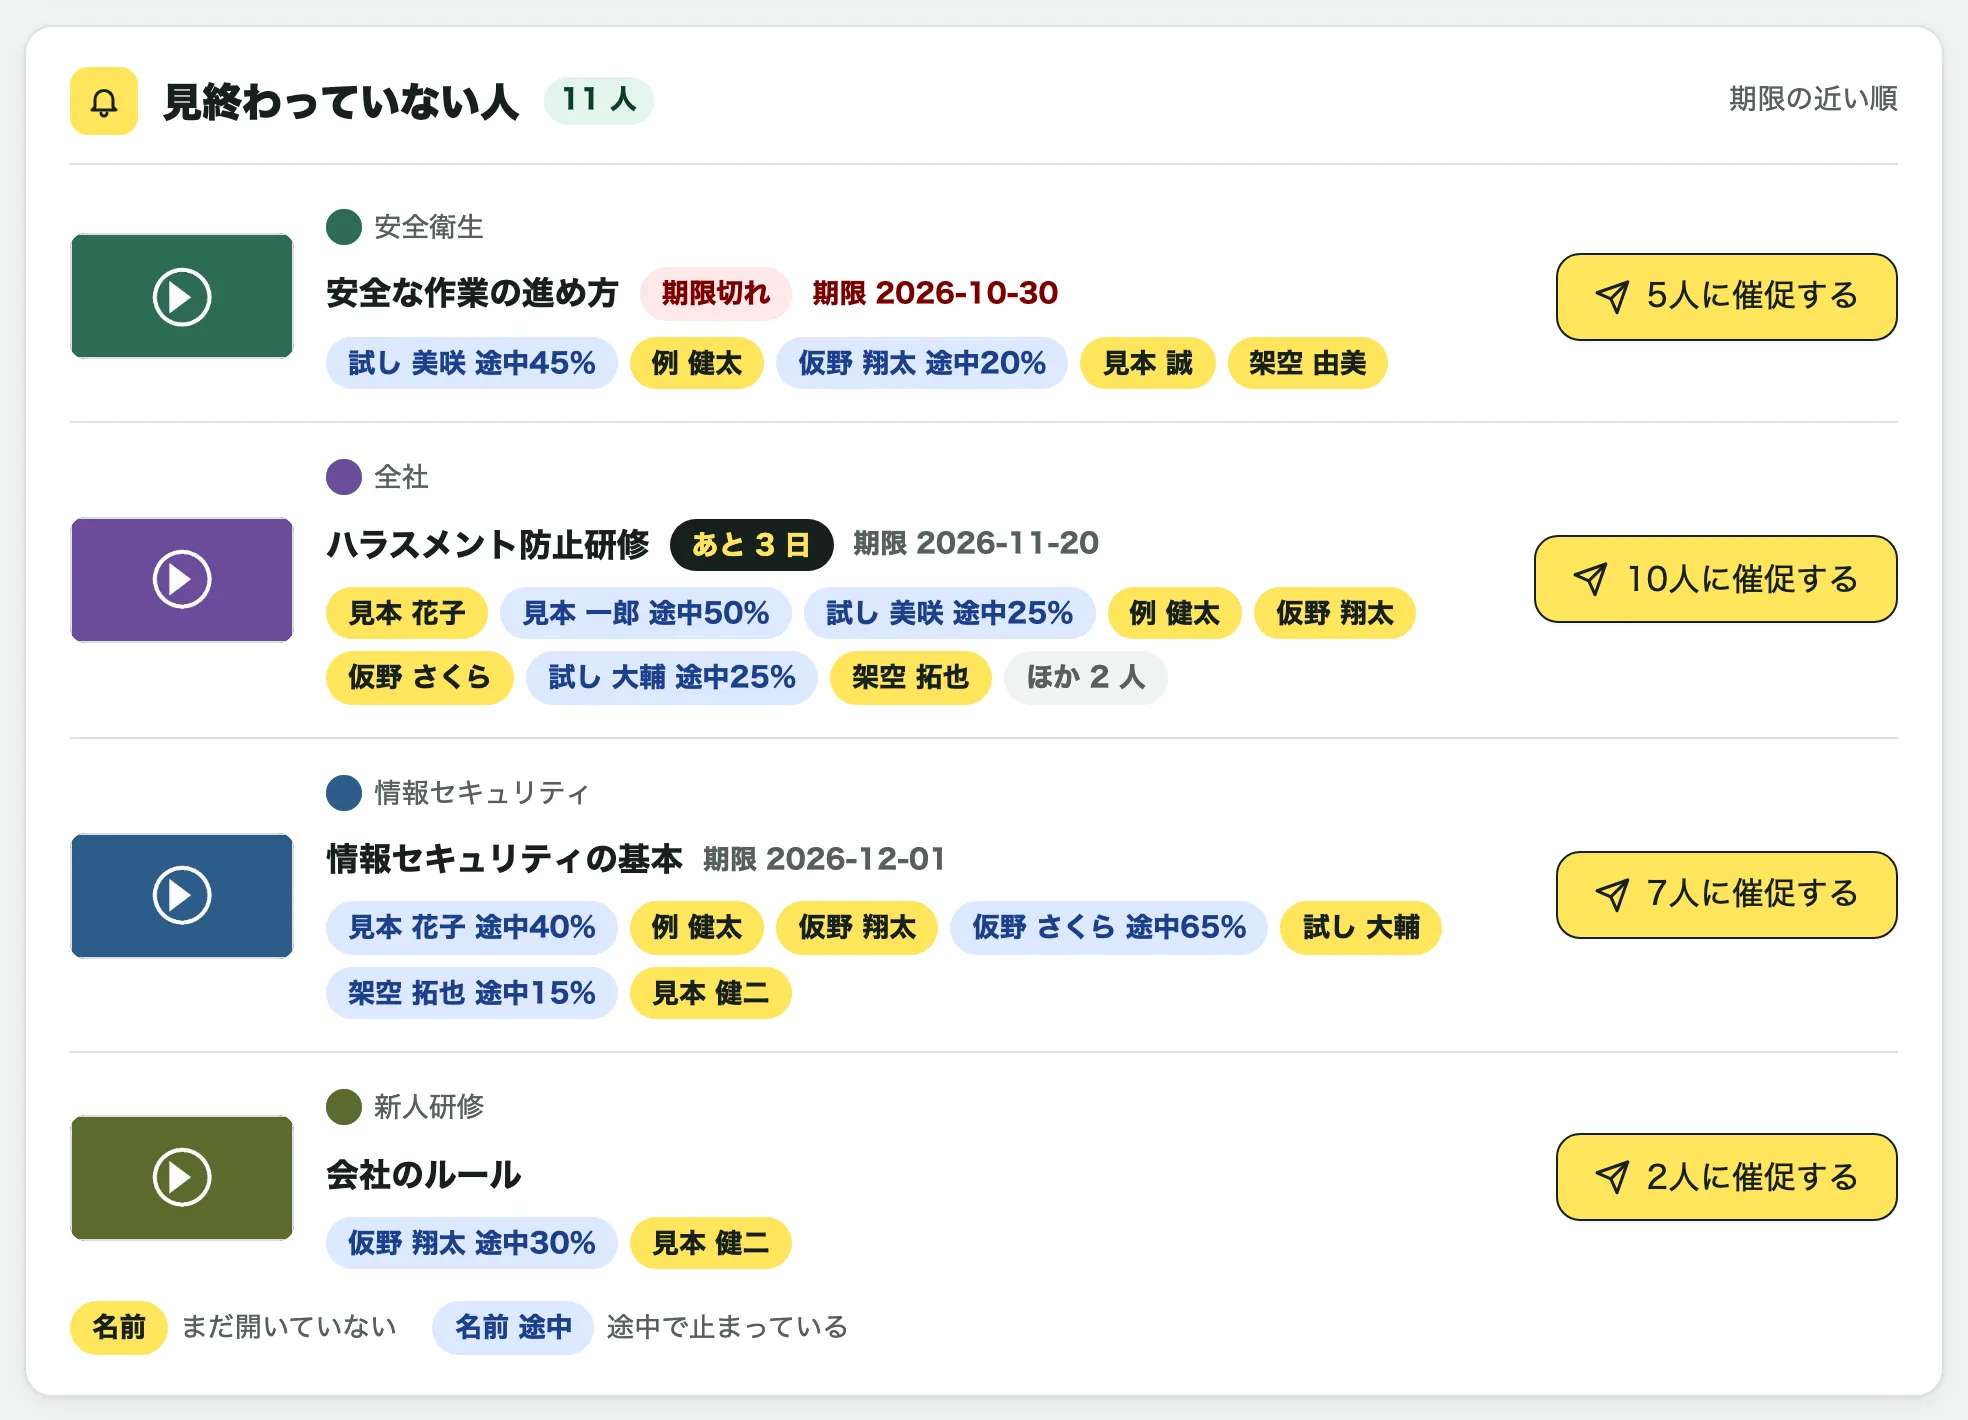 見終わっていない人 11 人 期限の近い順
安全衛生
安全な作業の進め方 期限切れ 期限 2026-10-30
5人に催促する
試し 美咲 途中45% 例 健太 仮野 翔太 途中20% 見本 誠 架空 由美
全社
ハラスメント防止研修 あと 3 日 期限 2026-11-20
10人に催促する
見本 花子 見本 一郎 途中50% 試し 美咲 途中25% 例 健太 仮野 翔太
仮野 さくら 試し 大輔 途中25% 架空 拓也 ほか 2 人
情報セキュリティ
情報セキュリティの基本 期限 2026-12-01
7人に催促する
見本 花子 途中40% 例 健太 仮野 翔太 仮野 さくら 途中65% 試し 大輔
架空 拓也 途中15% 見本 健二
新人研修
会社のルール
2人に催促する
仮野 翔太 途中30% 見本 健二
名前 まだ開いていない 名前 途中 途中で止まっている